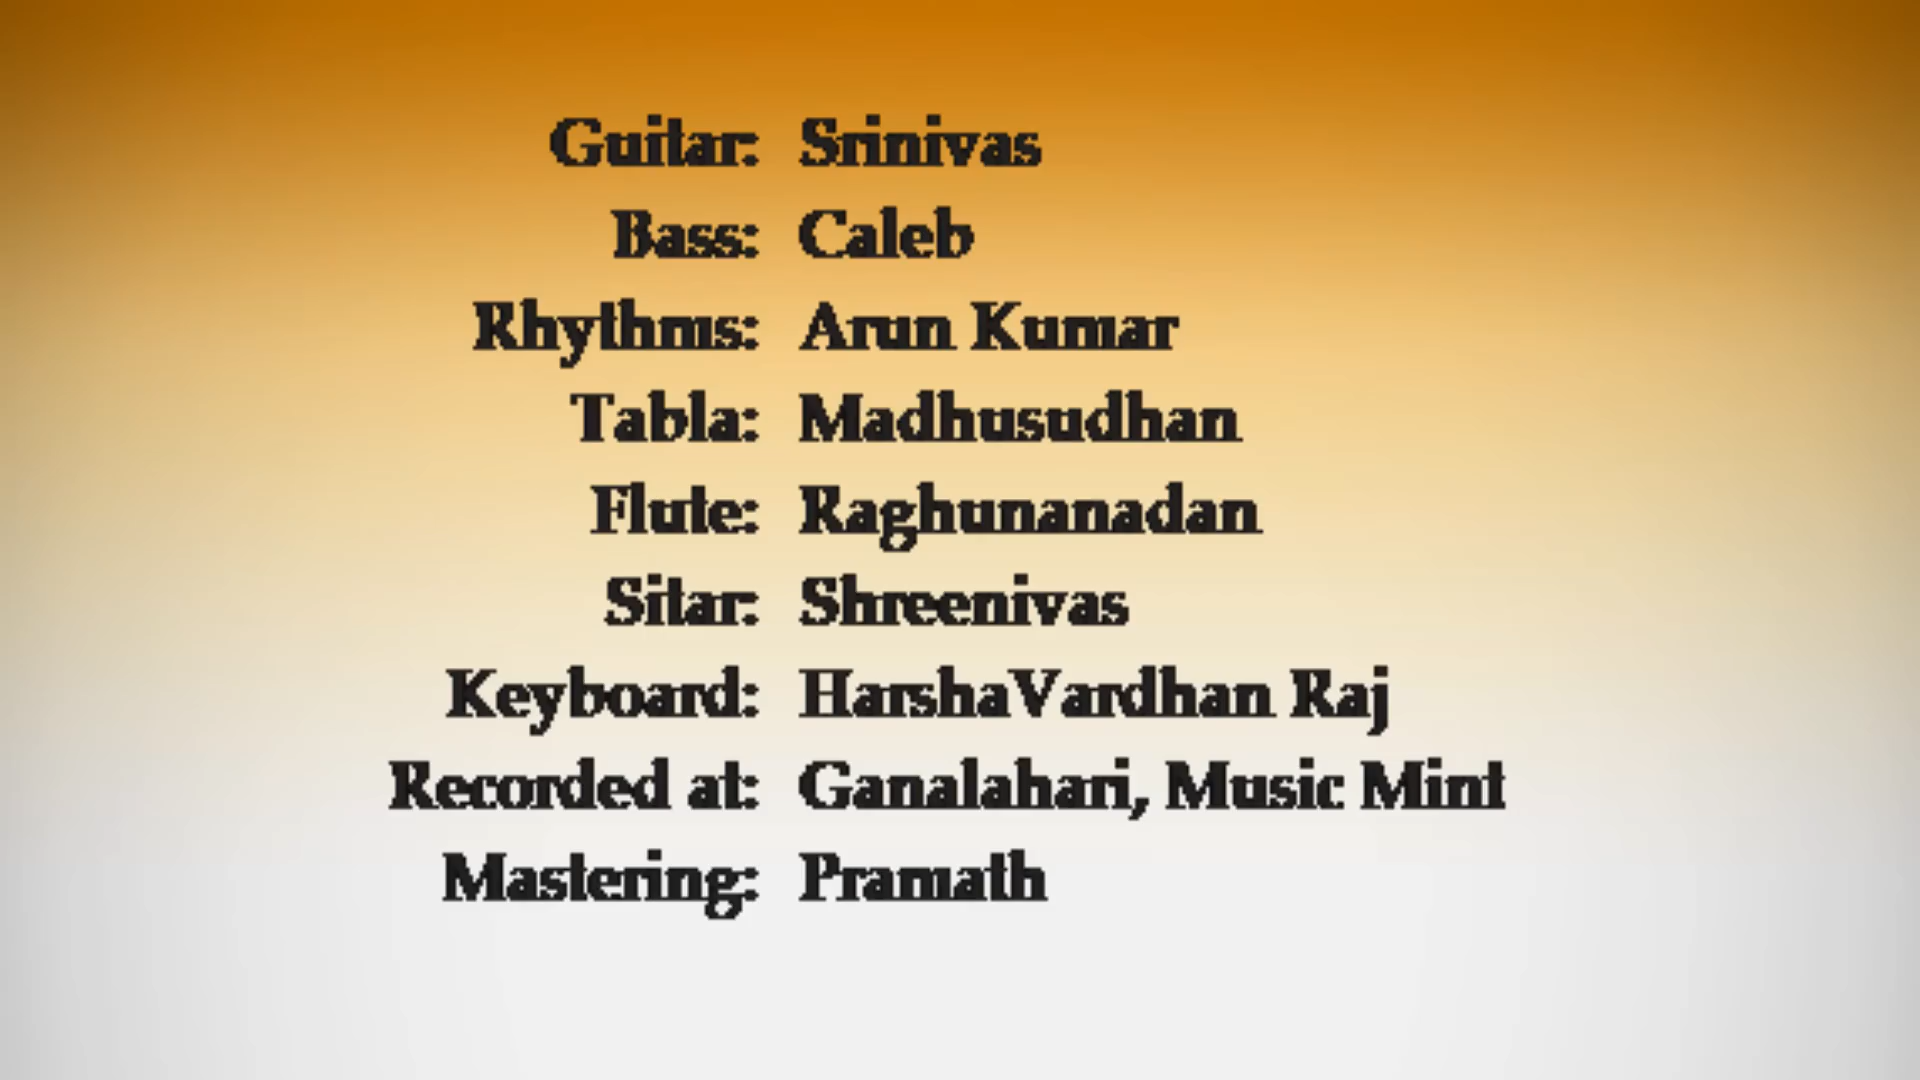 Guitar: Srinivas
Bass: Caleb
Rhythms: Arun Kumar
Tabla: Madhusudhan
Flute: Raghunanadan
Sitar: Shreenivas
Keyboard: HarshaVardhan Raj
Recorded at: Ganalahari, Music Mint
Mastering: Pramath